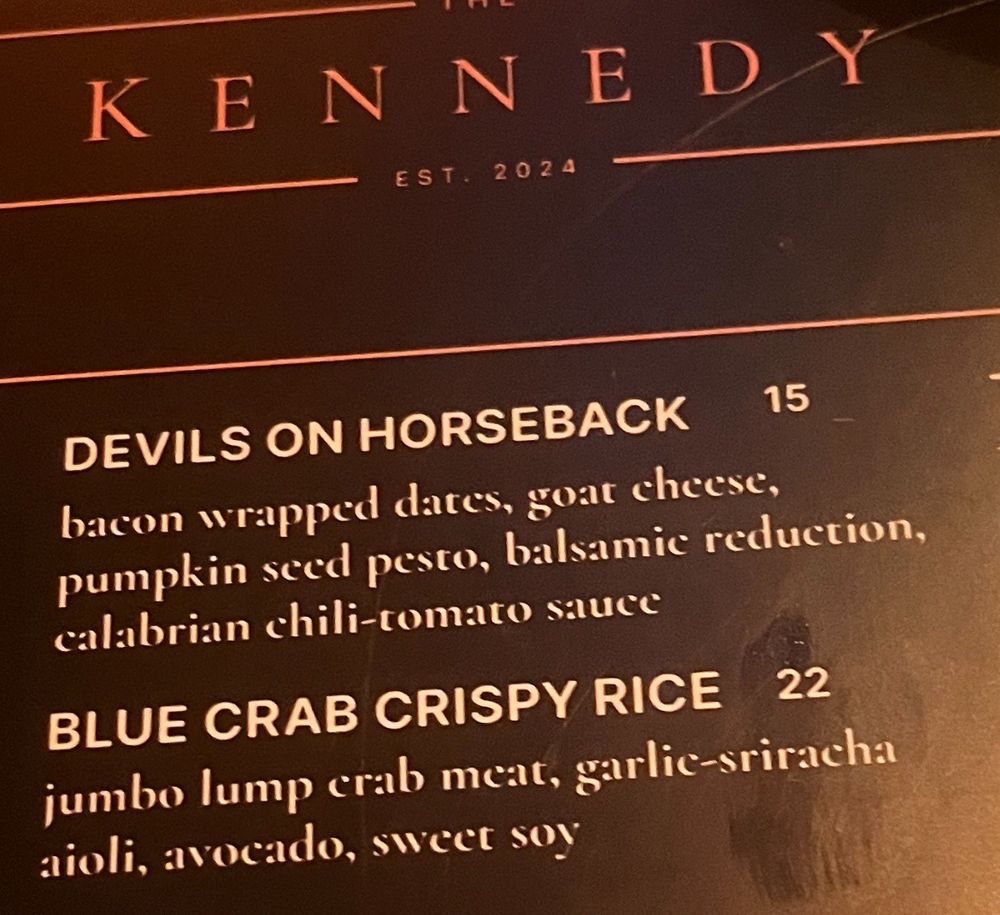 THE
KENNEDY
EST. 2024
DEVILS ON HORSEBACK 15
bacon wrapped dates, goat cheese,
pumpkin seed pesto, balsamic reduction,
calabrian chili-tomato sauce
BLUE CRAB CRISPY RICE 22
jumbo lump crab meat, garlic-sriracha
aioli, avocado, sweet soy